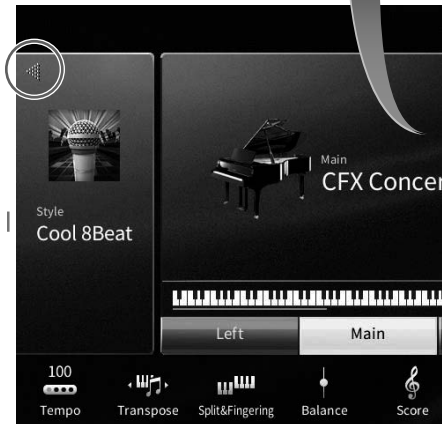 Main
CFX Concer
Style
Cool 8Beat
Left
Main
100
Tempo
Transpose
Split&Fingering
Balance
Score